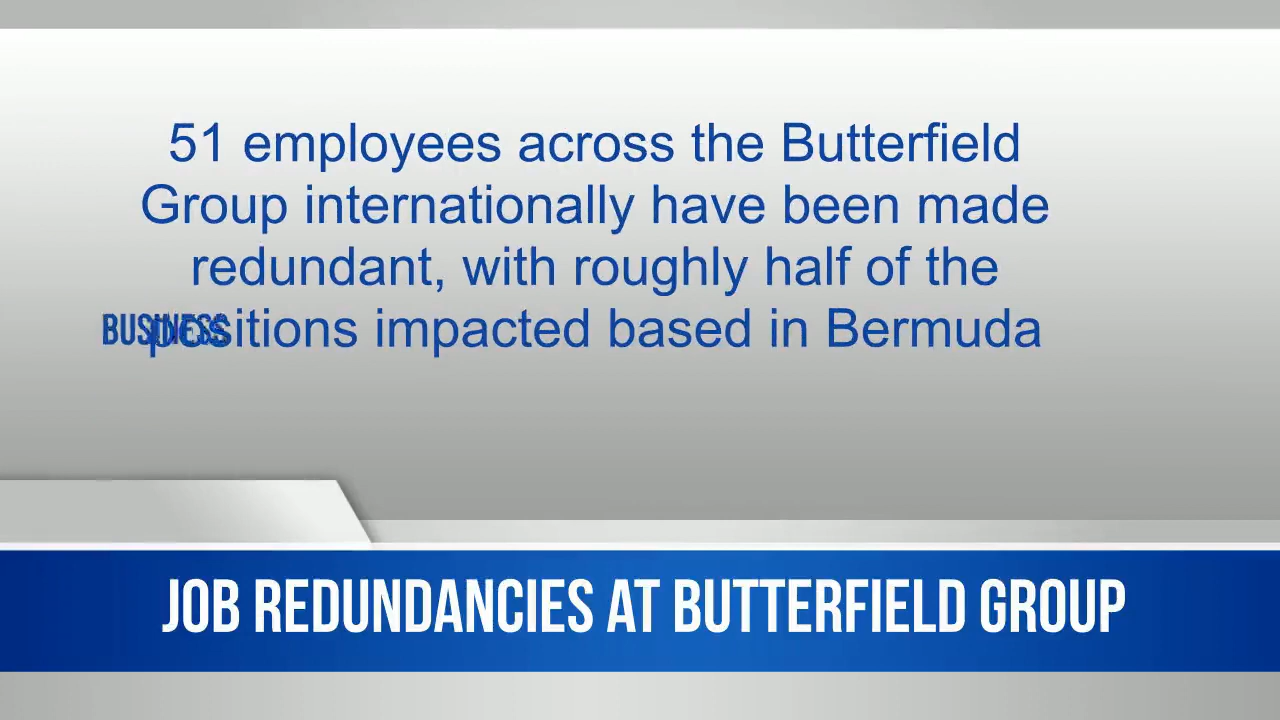 51 employees across the Butterfield
Group internationally have been made
redundant, with roughly half of the
positions impacted based in Bermuda
BUSINESS
JOB REDUNDANCIES AT BUTTERFIELD GROUP